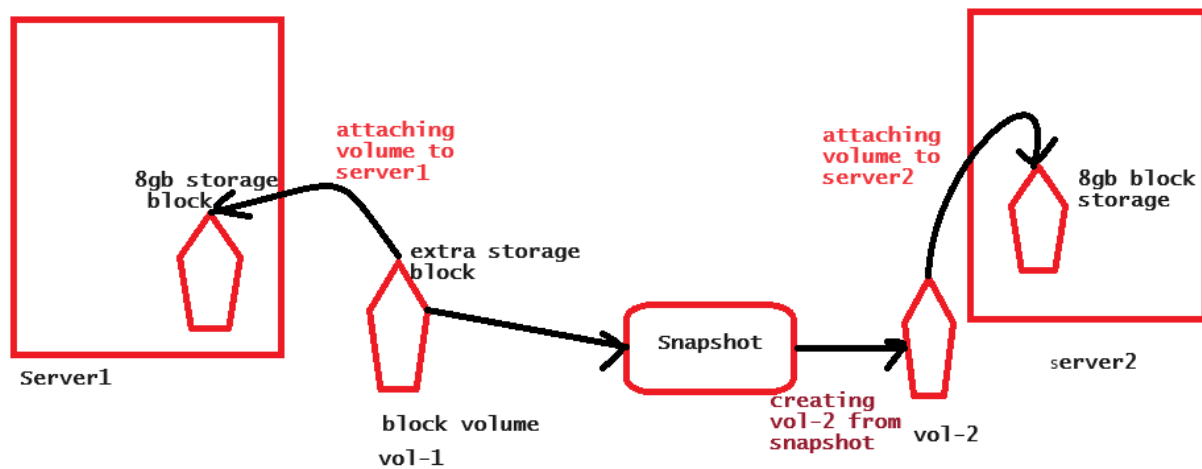 8gb storage
block
Server1
attaching
volume to
server1
extra storage
block
block volume
vol-1
Snapshot
creating
vol-2 from
snapshot
attaching
volume to
server2
vol-2
8gb block
storage
server2